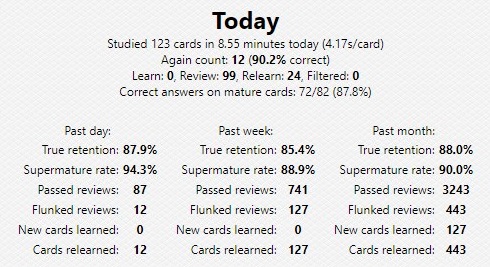 Today
Studied 123 cards in 8.55 minutes today (4.17s/card)
Again count: 12 (90.2% correct)
Learn: 0, Review: 99, Relearn: 24, Filtered: 0
Correct answers on mature cards: 72/82 (87.8%)
Past day: Past week: Past month:
True retention: 87.9% True retention: 85.4% True retention: 88.0%
Supermature rate: 94.3% Supermature rate: 88.9% Supermature rate: 90.0%
Passed reviews: 87 Passed reviews: 741 Passed reviews: 3243
Flunked reviews: 12 Flunked reviews: 127 Flunked reviews: 443
New cards learned: 0 New cards learned: 0 New cards learned: 127
Cards relearned: 12 Cards relearned: 127 Cards relearned: 443